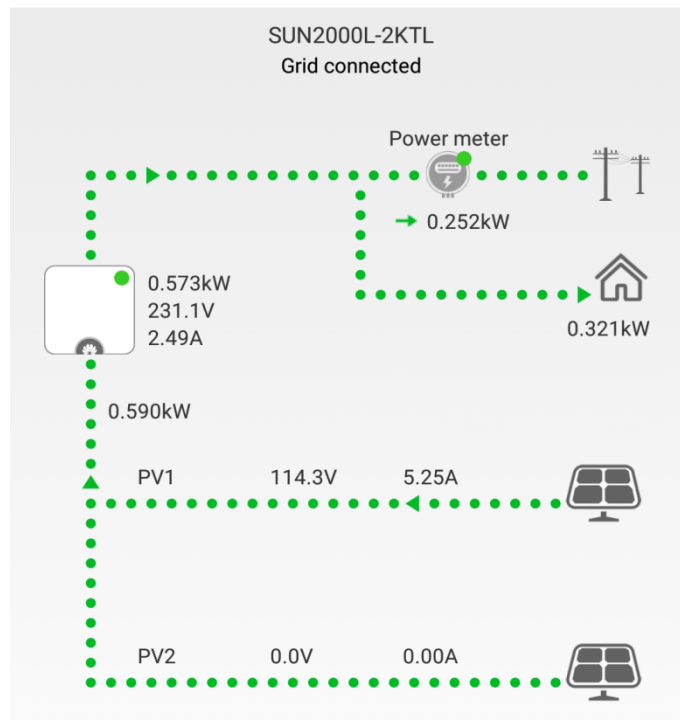 SUN2000L-2KTL
Grid connected
Power meter
0.252kW
0.573kW
231.1V
2.49A
0.321kW
0.590kW
PV1 114.3V 5.25A
PV2 0.0V 0.00A